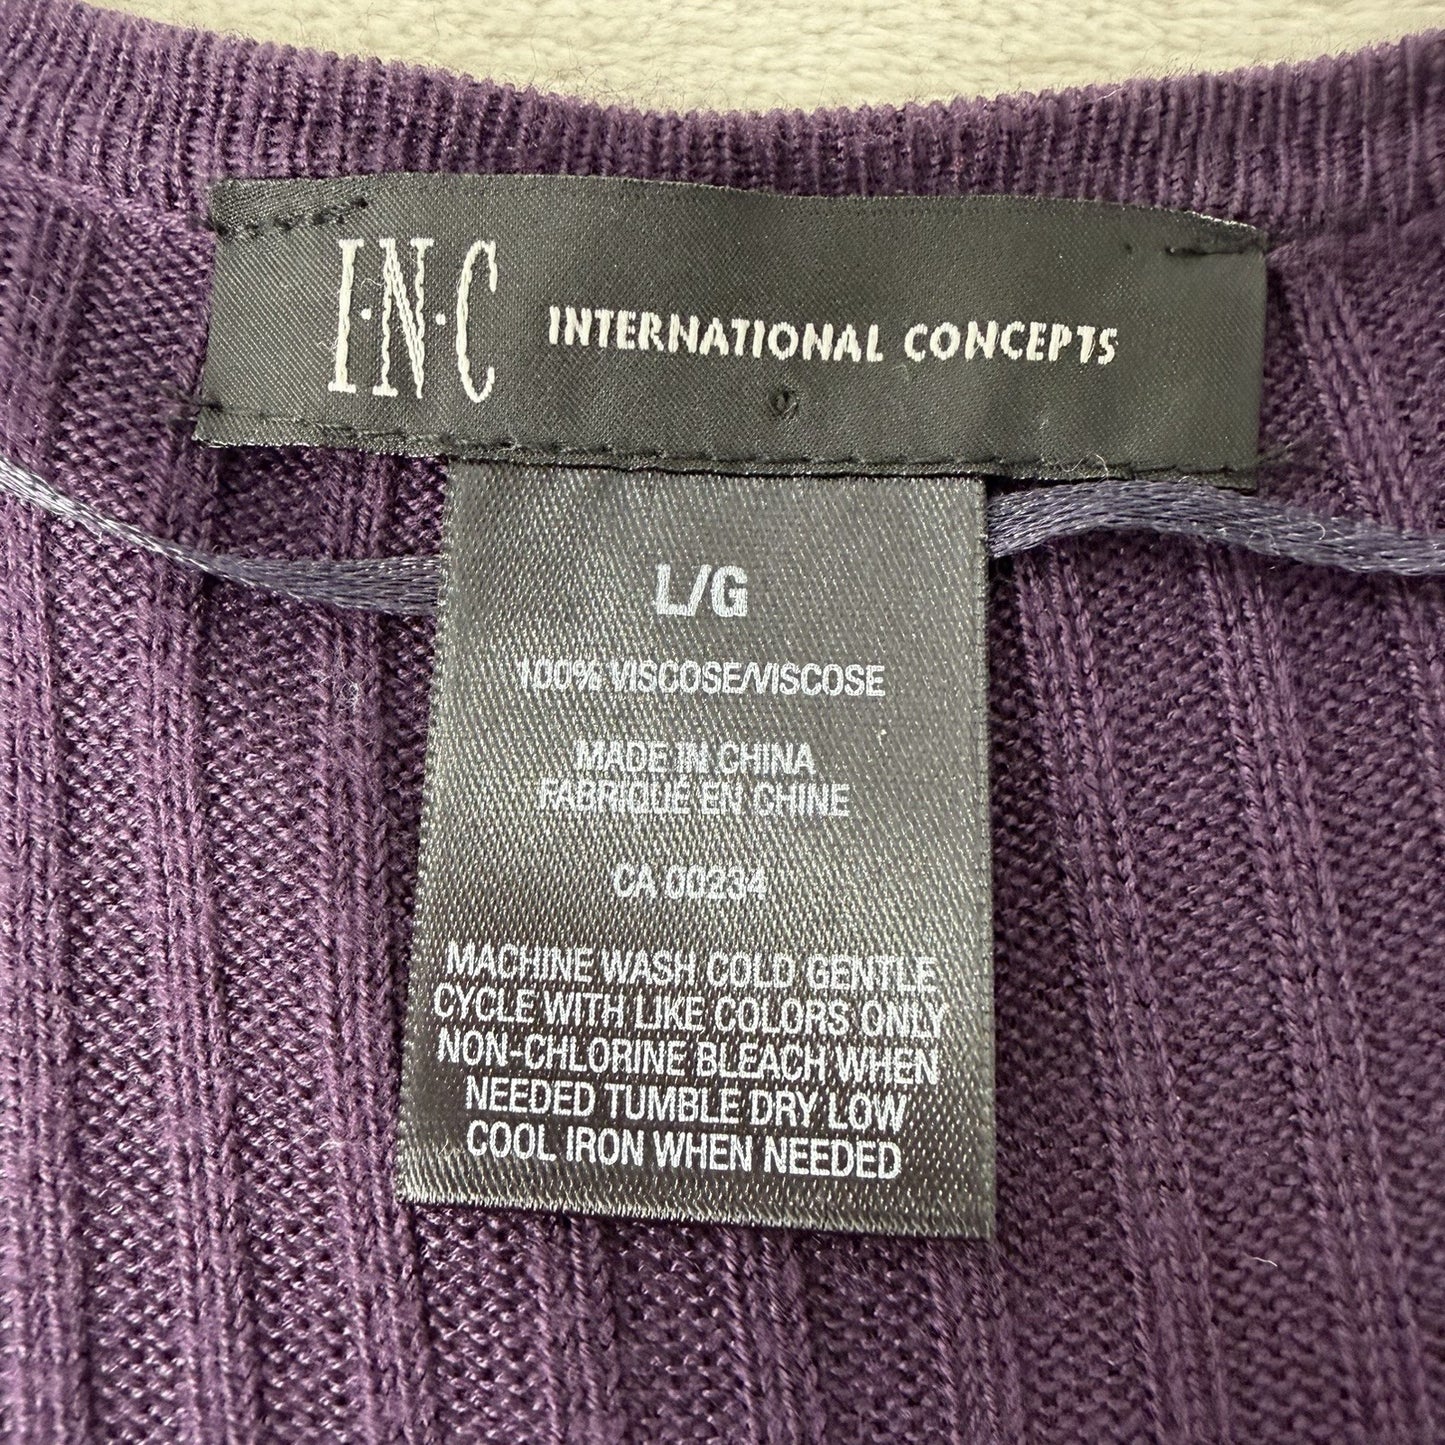 I·N·C INTERNATIONAL CONCEPTS
L/G
100% VISCOSE/VISCOSE
MADE IN CHINA
FABRIQUÉ EN CHINE
CA 00234
MACHINE WASH COLD GENTLE
CYCLE WITH LIKE COLORS ONLY
NON-CHLORINE BLEACH WHEN
NEEDED TUMBLE DRY LOW
COOL IRON WHEN NEEDED